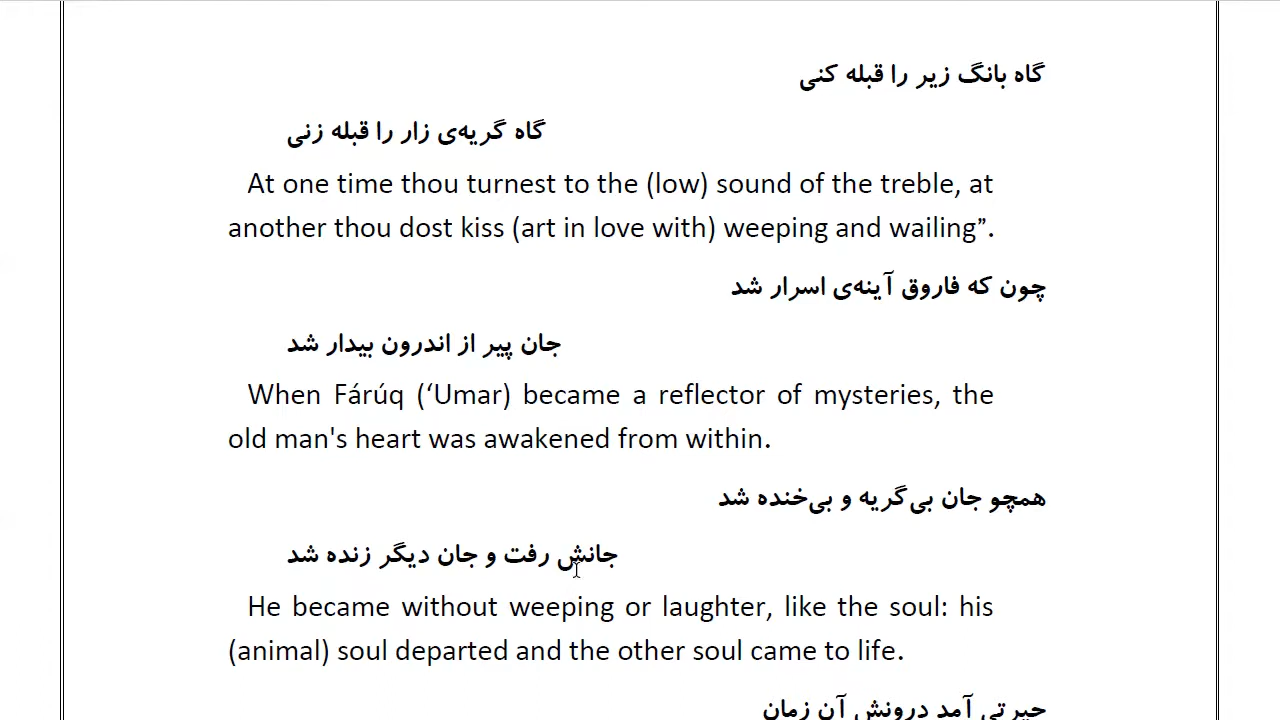 گاه بانگ زیر را قبله کنی
گاه گریه‌ی زار را قبله زنی
At one time thou turnest to the (low) sound of the treble, at
another thou dost kiss (art in love with) weeping and wailing”.
چون که فاروق آینه‌ی اسرار شد
جان پیر از اندرون بیدار شد
When Fárúq (‘Umar) became a reflector of mysteries, the
old man's heart was awakened from within.
همچو جان بی‌گریه و بی‌خنده شد
جانش رفت و جان دیگر زنده شد
He became without weeping or laughter, like the soul: his
(animal) soul departed and the other soul came to life.
حیرتی آمد درونش آن زمان